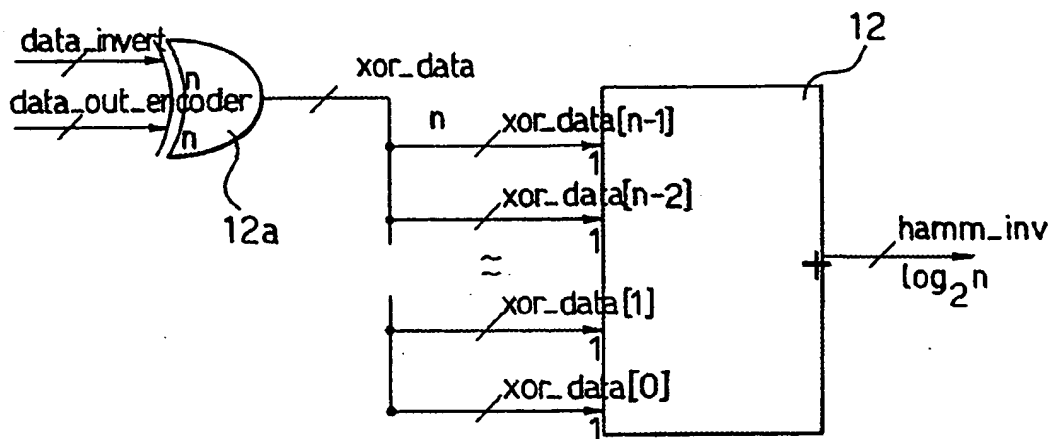 data_invert
n
data_out_encoder
n
12a
xor_data
n
xor_data[n-1]
1
xor_data[n-2]
1
≈
xor_data[1]
1
xor_data[0]
1
12
+
hamm_inv
log2n